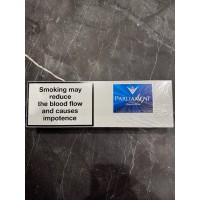 Smoking may
reduce
the blood flow
and causes
impotence
PARLIAMENT